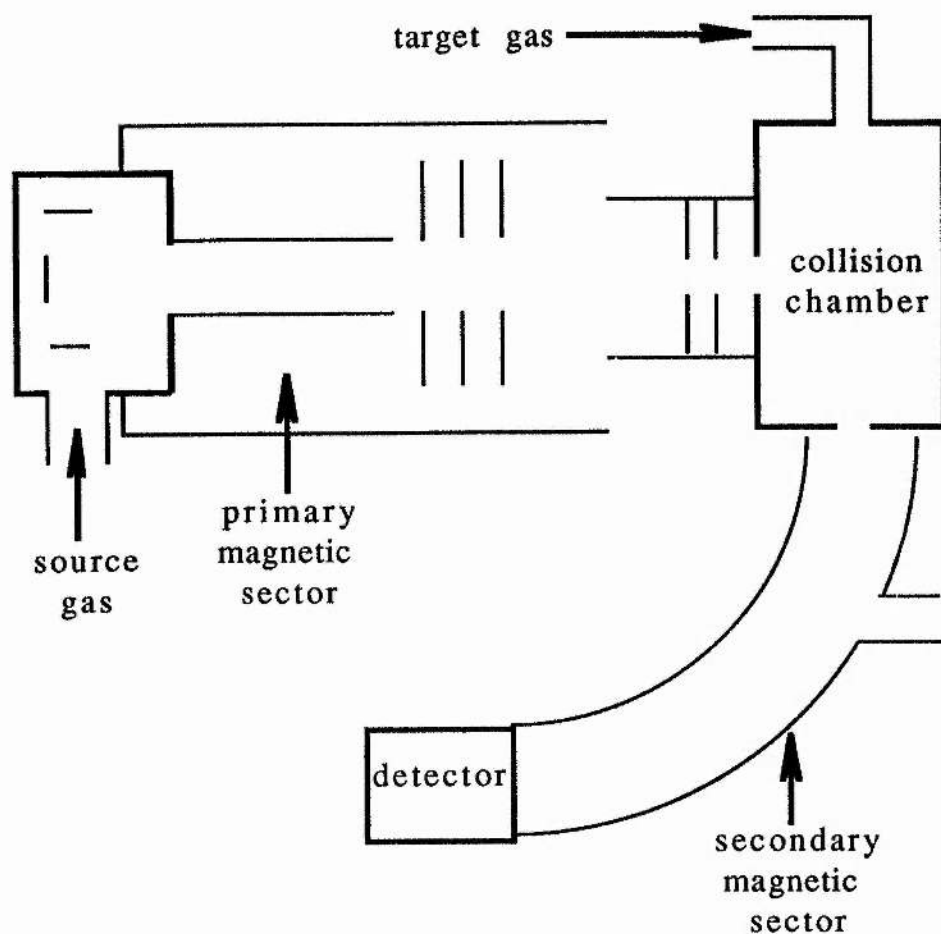 target gas
collision
chamber
primary
magnetic
sector
source
gas
detector
secondary
magnetic
sector